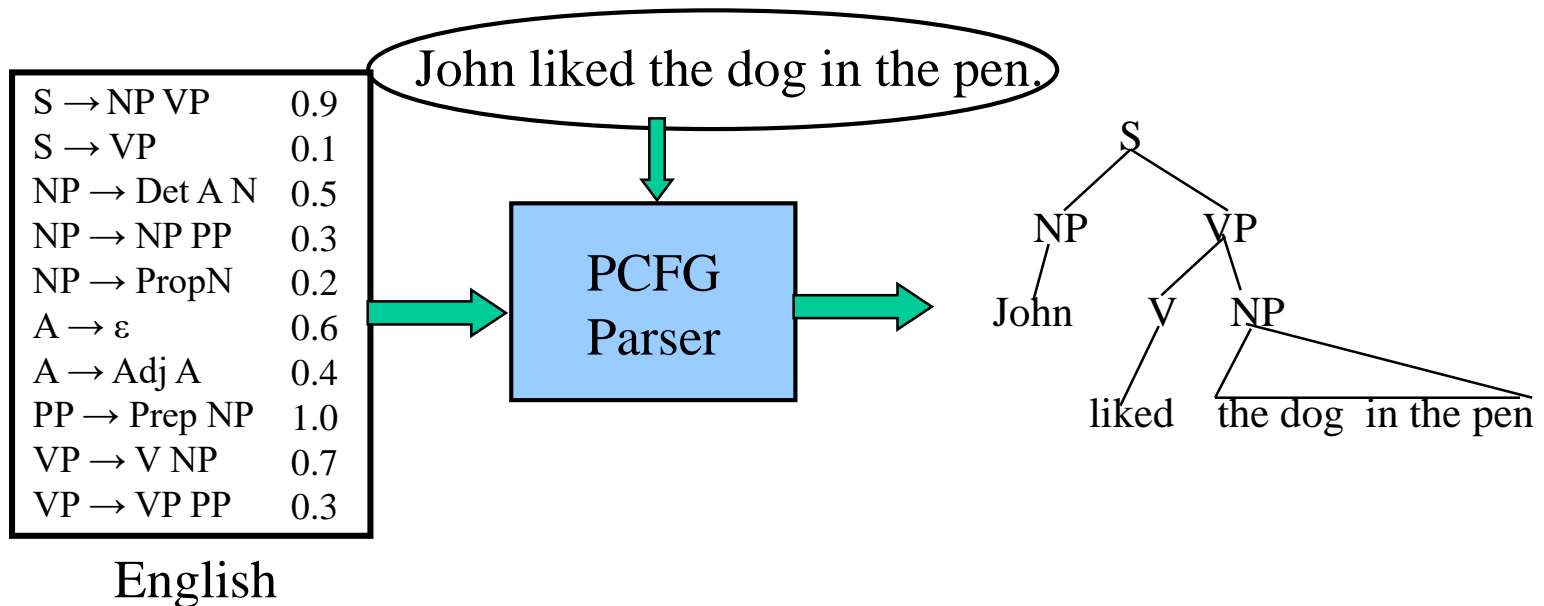 John liked the dog in the pen.
S → NP VP 0.9
S → VP 0.1
NP → Det A N 0.5
NP → NP PP 0.3
NP → PropN 0.2
A → ε 0.6
A → Adj A 0.4
PP → Prep NP 1.0
VP → V NP 0.7
VP → VP PP 0.3
English
PCFG
Parser
S
NP VP
John V NP
liked the dog in the pen